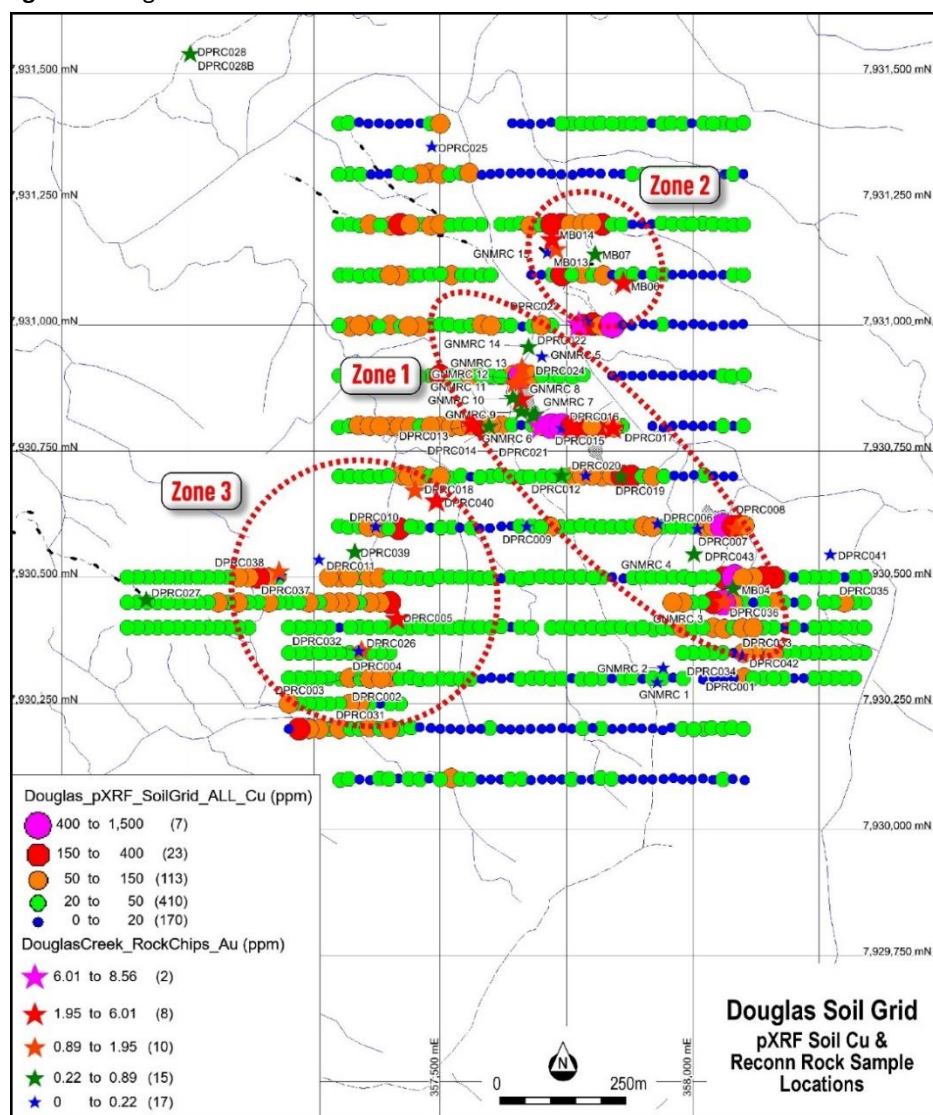 DPRC028
7,931,500 mN
7,931,500 mN
DPRC028B
DPRC025
7,931,250 mN
Zone 2
7,931,250 mN
MB014
GNMRC 15
MB013
MB07
MB06
7,931,000 mN
7,931,000 mN
DPRC022
GNMRC 14
GNMRC 5
GNMRC 13
Zone 1
GNMRC 12
DPRC024
GNMRC 11
GNMRC 8
GNMRC 10
GNMRC 7
GNMRC 9
DPRC016
DPRC013
GNMRC 6
DPRC015
DPRC017
7,930,750 mN
DPRC014
DPRC021
7,930,750 mN
DPRC020
Zone 3
DPRC018
DPRC012
DPRC019
DPRC040
DPRC010
DPRC009
DPRC006
DPRC008
DPRC007
DPRC039
DPRC043
DPRC041
DPRC038
DPRC011
GNMRC 4
7,930,500 mN
7,930,500 mN
DPRC037
MB04
DPRC035
DPRC027
DPRC036
DPRC005
GNMRC 3
DPRC032
DPRC026
DPRC033
DPRC004
GNMRC 2
DPRC034
DPRC042
DPRC003
DPRC002
GNMRC 1
DPRC001
DPRC031
7,930,250 mN
7,930,250 mN
7,930,000 mN
7,929,750 mN
Douglas_pXRF_SoilGrid_ALL_Cu (ppm)
400 to 1,500 (7)
150 to 400 (23)
50 to 150 (113)
20 to 50 (410)
0 to 20 (170)
DouglasCreek_RockChips_Au (ppm)
6.01 to 8.56 (2)
1.95 to 6.01 (8)
0.89 to 1.95 (10)
0.22 to 0.89 (15)
0 to 0.22 (17)
357,500 mE
358,000 mE
N
0 250m
Douglas Soil Grid
pXRF Soil Cu &
Reconn Rock Sample
Locations